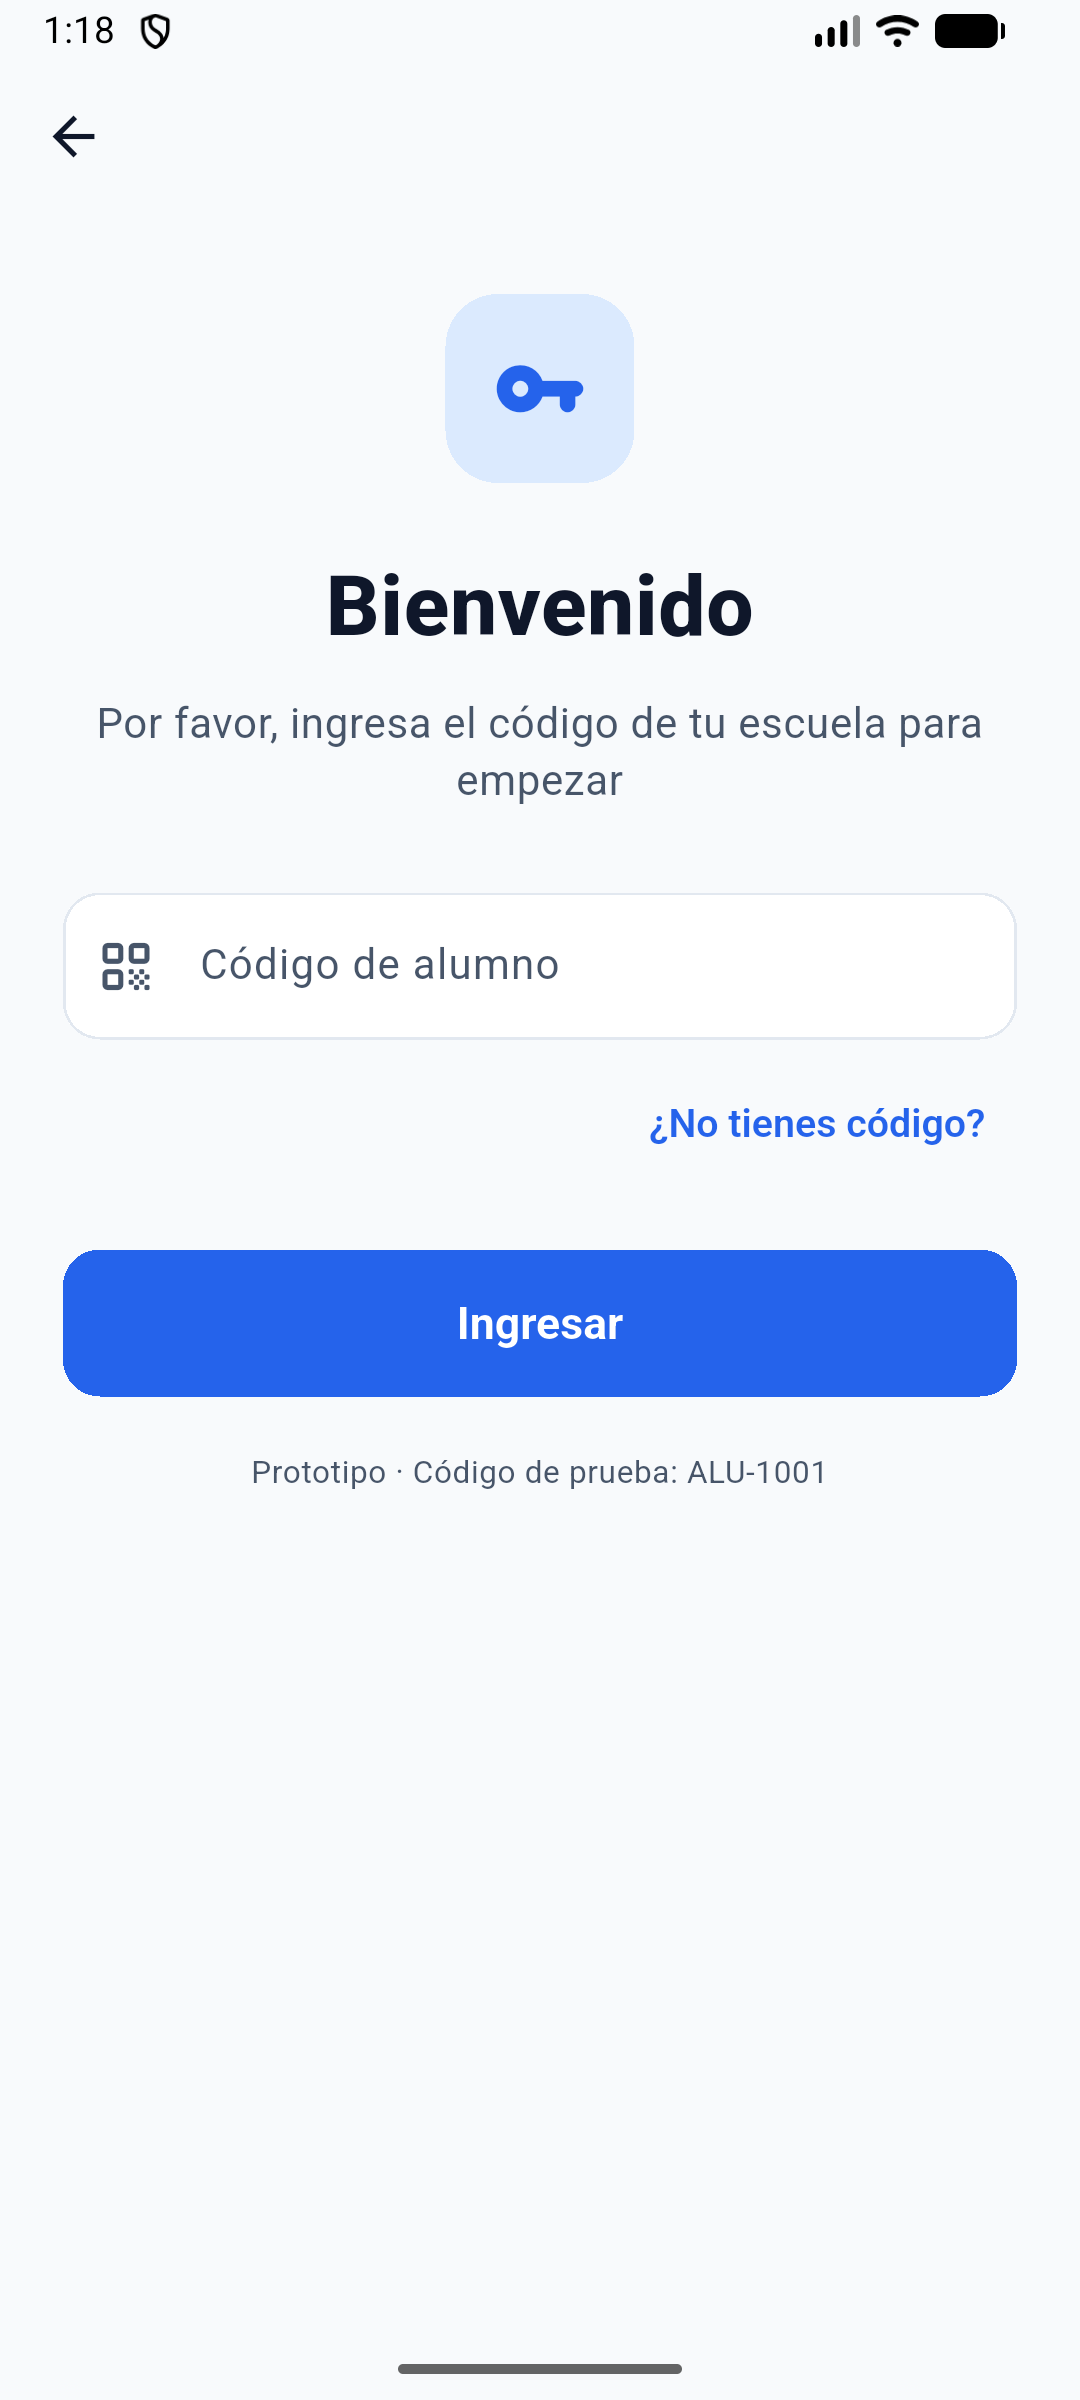 1:18
Bienvenido
Por favor, ingresa el código de tu escuela para
empezar
Código de alumno
¿No tienes código?
Ingresar
Prototipo · Código de prueba: ALU-1001